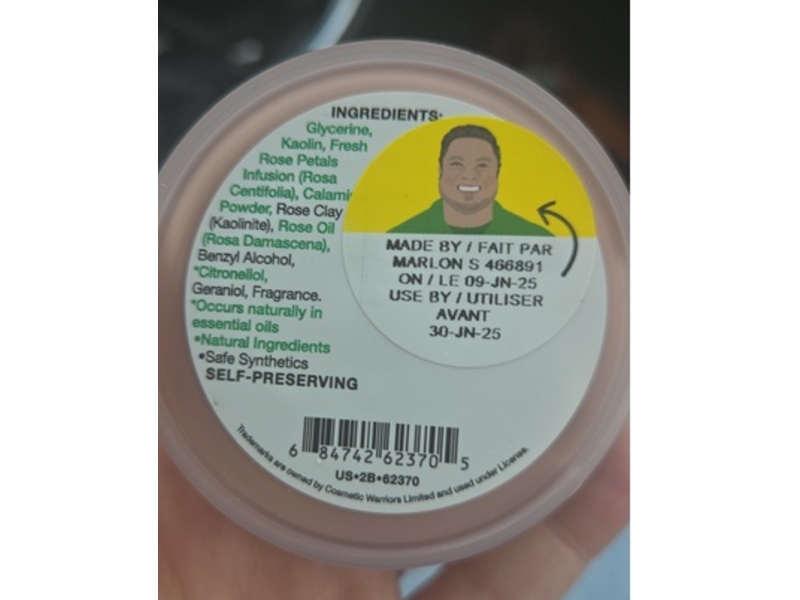 INGREDIENTS:
Glycerine,
Kaolin, Fresh
Rose Petals
Infusion (Rosa
Centifolia), Calami
Powder, Rose Clay
(Kaolinite), Rose Oil
(Rosa Damascena),
Benzyl Alcohol,
*Citronellol,
Geraniol, Fragrance.
*Occurs naturally in
essential oils
•Natural Ingredients
•Safe Synthetics
SELF-PRESERVING
MADE BY / FAIT PAR
MARLON S 466891
ON / LE 09-JN-25
USE BY / UTILISER
AVANT
30-JN-25
6 84742 62370 5
US•2B•62370
Trademarks are owned by Cosmetic Warriors Limited and used under License.